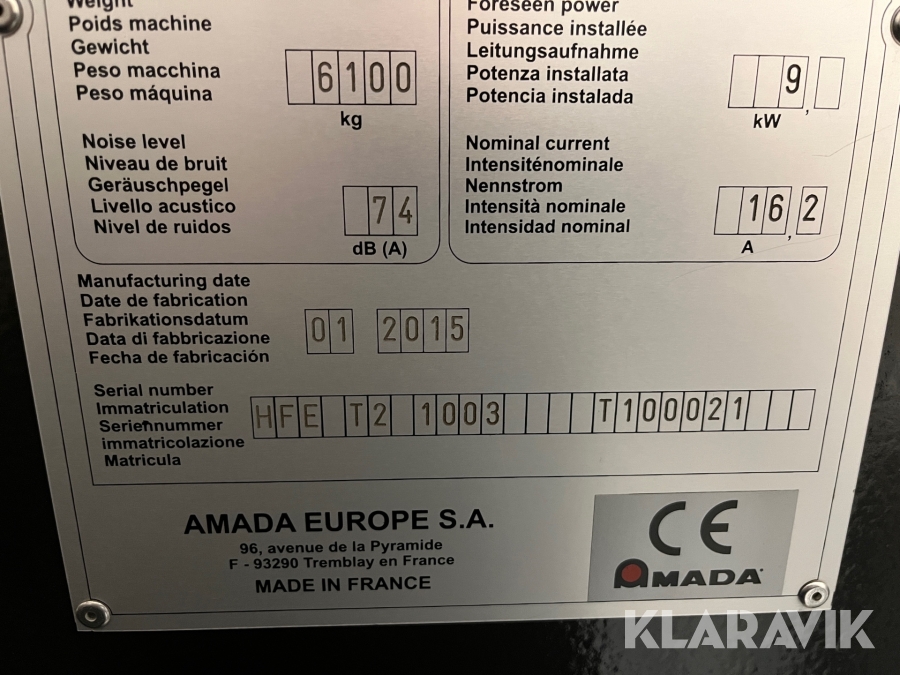 Weight
Poids machine
Gewicht
Peso macchina
Peso máquina
6100
kg
Foreseen power
Puissance installée
Leitungsaufnahme
Potenza installata
Potencia instalada
9,
kW
Noise level
Niveau de bruit
Geräuschpegel
Livello acustico
Nivel de ruidos
74
dB (A)
Nominal current
Intensiténominale
Nennstrom
Intensità nominale
Intensidad nominal
16,2
A
Manufacturing date
Date de fabrication
Fabrikationsdatum
Data di fabbricazione
Fecha de fabricación
01 2015
Serial number
Immatriculation
Seriennummer
immatricolazione
Matricula
HFE T2 1003 T100021
AMADA EUROPE S.A.
96, avenue de la Pyramide
F - 93290 Tremblay en France
MADE IN FRANCE
CE
AMADA
KLARAVIK